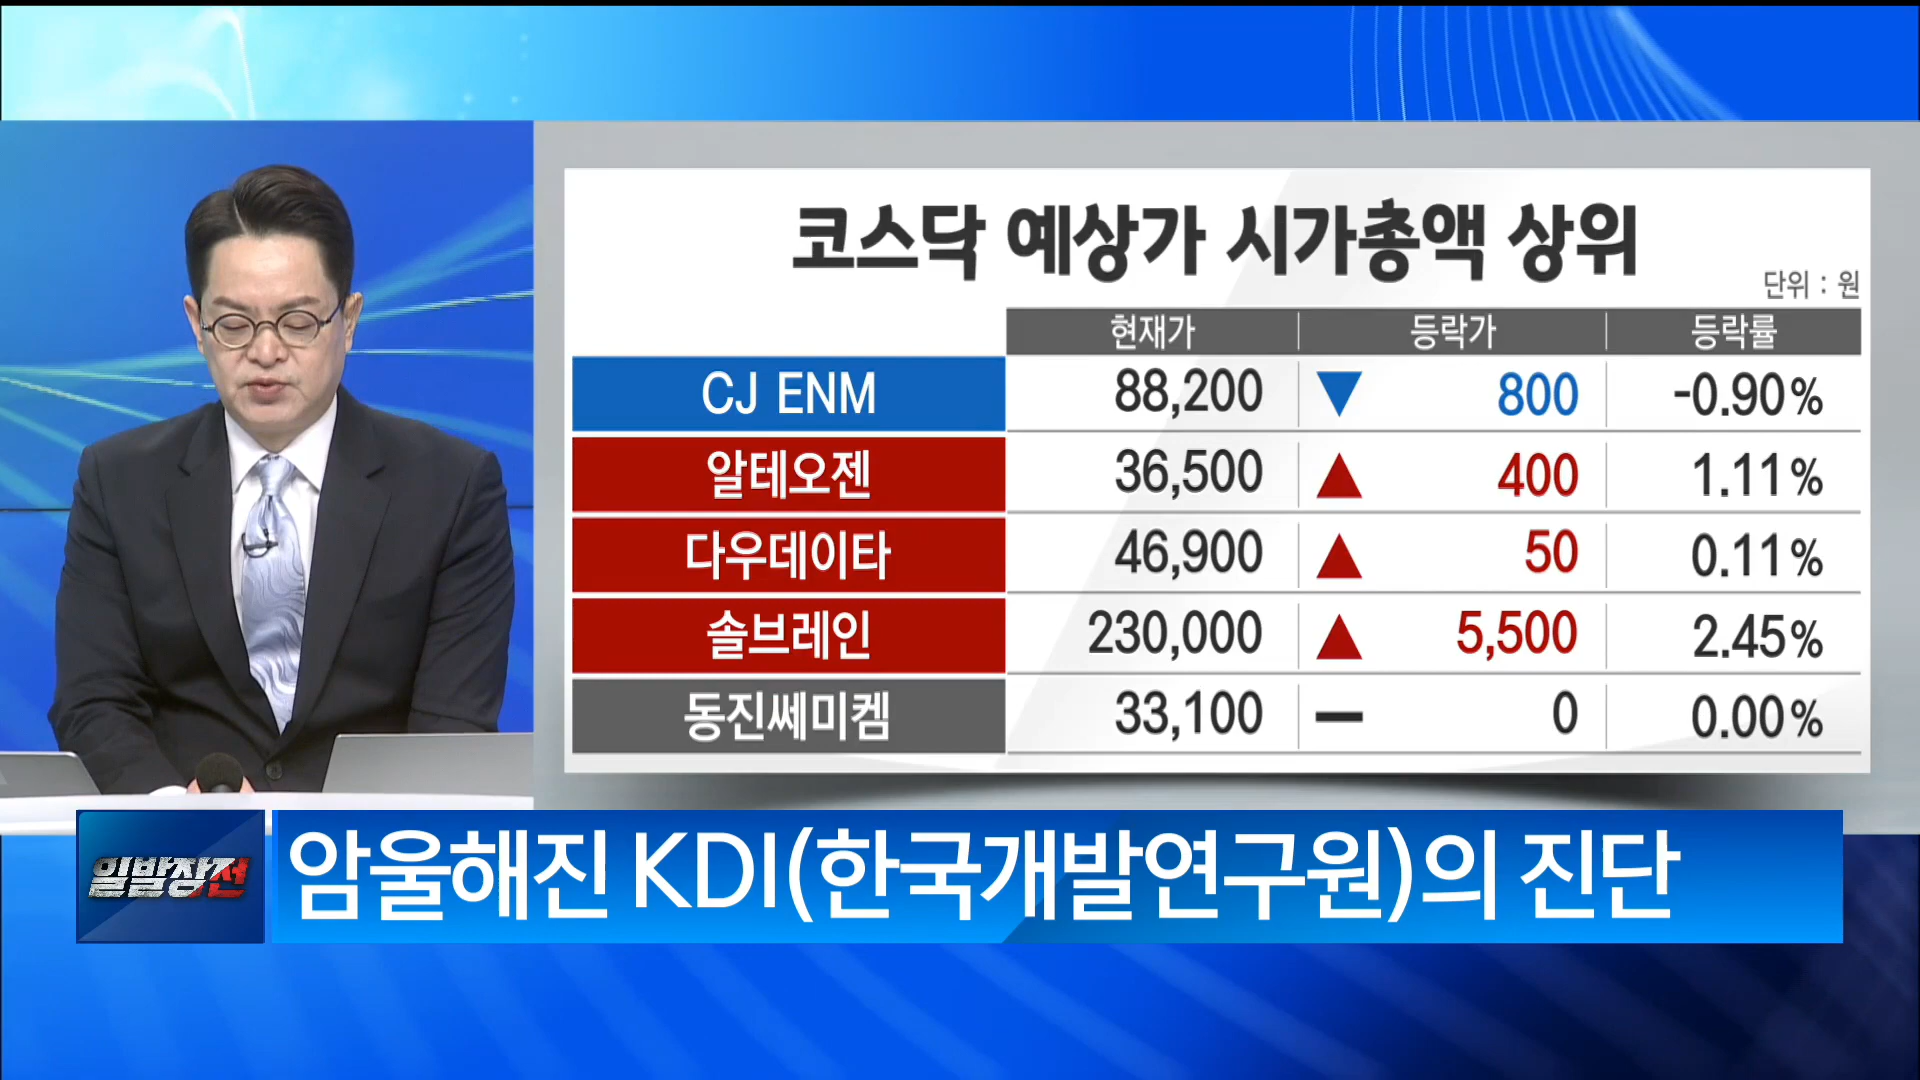 코스닥 예상가 시가총액 상위
단위 : 원
현재가 등락가 등락률
CJ ENM 88,200 ▼ 800 -0.90%
알테오젠 36,500 ▲ 400 1.11%
다우데이타 46,900 ▲ 50 0.11%
솔브레인 230,000 ▲ 5,500 2.45%
동진쎄미켐 33,100 — 0 0.00%
일발장전 암울해진 KDI(한국개발연구원)의 진단